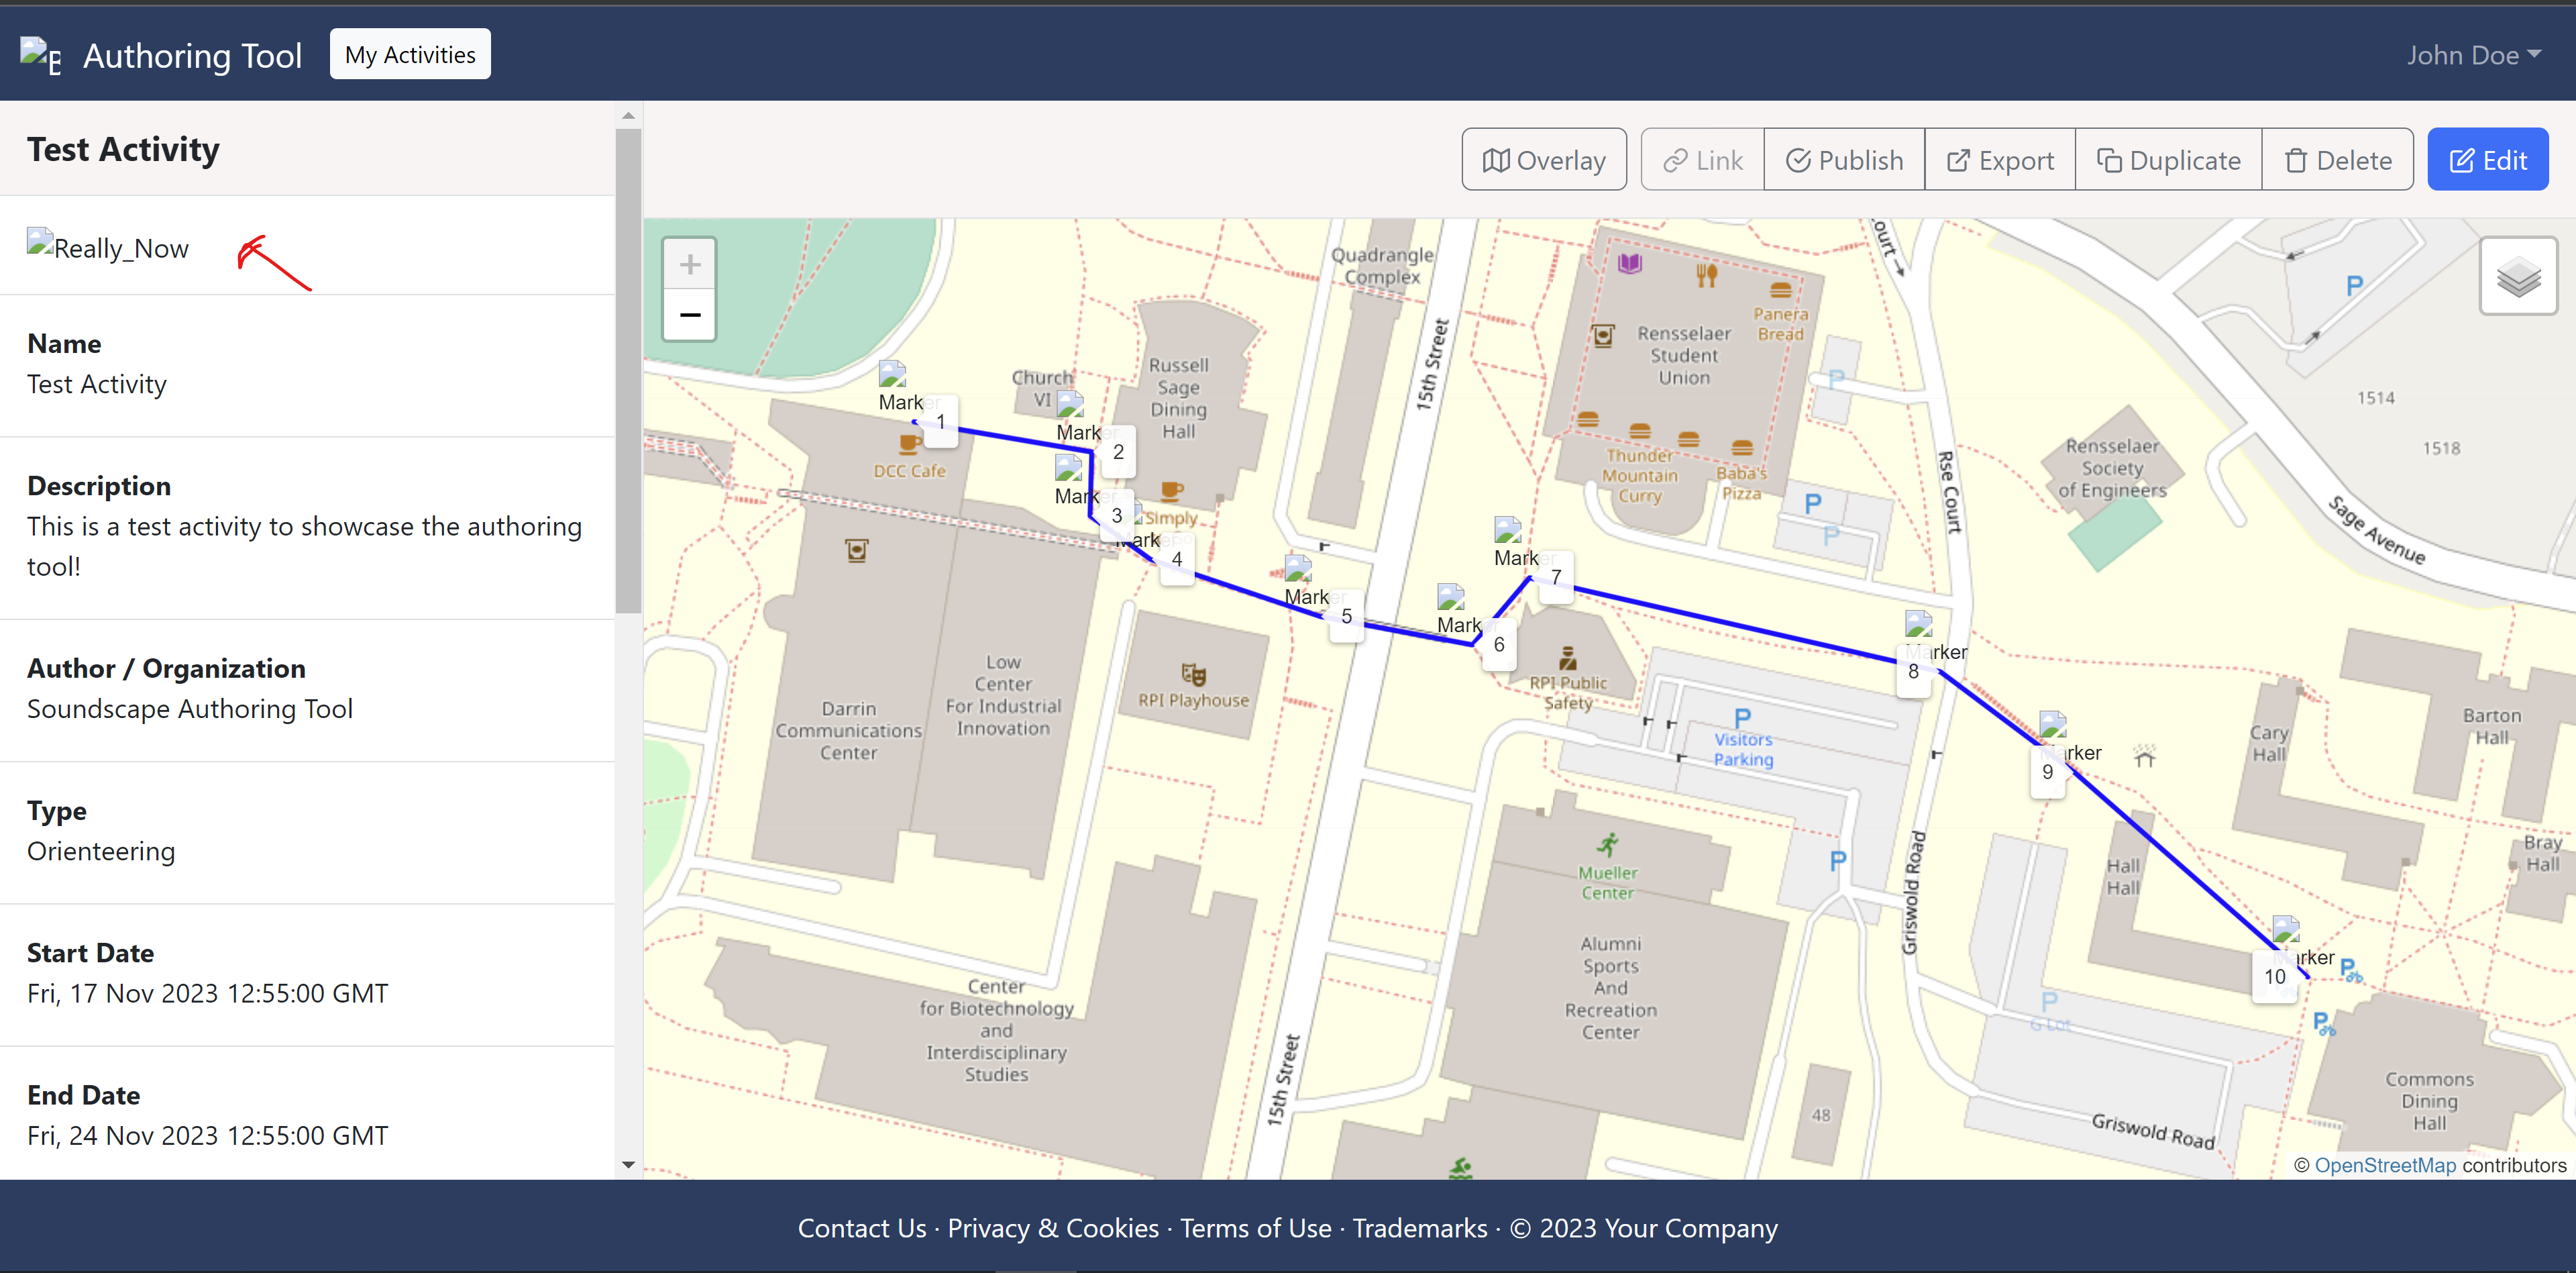 Authoring Tool
My Activities
John Doe
Test Activity
Really_Now
Name
Test Activity
Description
This is a test activity to showcase the authoring
tool!
Author / Organization
Soundscape Authoring Tool
Type
Orienteering
Start Date
Fri, 17 Nov 2023 12:55:00 GMT
End Date
Fri, 24 Nov 2023 12:55:00 GMT
Overlay
Link
Publish
Export
Duplicate
Delete
Edit
+
−
Quadrangle
Complex
15th Street
Rensselaer
Student
Union
Panera
Bread
Thunder
Mountain
Curry
Baba's
Pizza
P
P
P
P
Rse Court
1514
1518
Rensselaer
Society
of Engineers
Sage Avenue
Church
VI
Russell
Sage
Dining
Hall
DCC Cafe
Simply
Marker
1
Marker
2
Mark
3
Marke
4
Marker
5
Mark
6
Marker
7
Marker
8
Marker
9
Marker
10
Darrin
Communications
Center
Low
Center
For Industrial
Innovation
RPI Playhouse
RPI Public
Safety
P
Visitors
Parking
Mueller
Center
P
Alumni
Sports
And
Recreation
Center
Griswold Road
Cary
Hall
Barton
Hall
Bray
Hall
Hall
Hall
P
G Lot
P
P
Center
for Biotechnology
and
Interdisciplinary
Studies
15th Street
48
Griswold Road
Commons
Dining
Hall
© OpenStreetMap contributors
Contact Us · Privacy & Cookies · Terms of Use · Trademarks · © 2023 Your Company